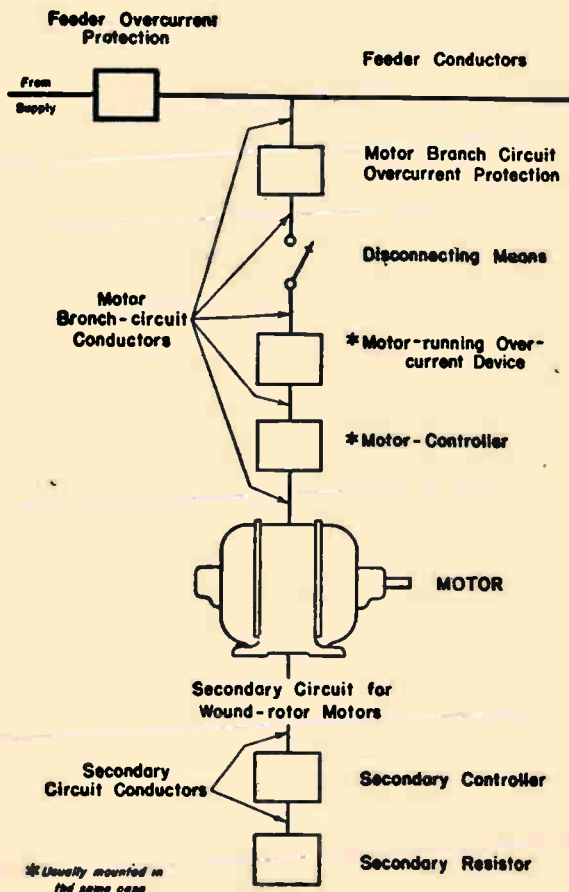 Feeder Overcurrent
Protection
Feeder Conductors
From
Supply
Motor Branch Circuit
Overcurrent Protection
Disconnecting Means
Motor
Branch-circuit
Conductors
*Motor-running Over-
current Device
*Motor-Controller
MOTOR
Secondary Circuit for
Wound-rotor Motors
Secondary
Circuit Conductors
Secondary Controller
Secondary Resistor
*Usually mounted in
the same case